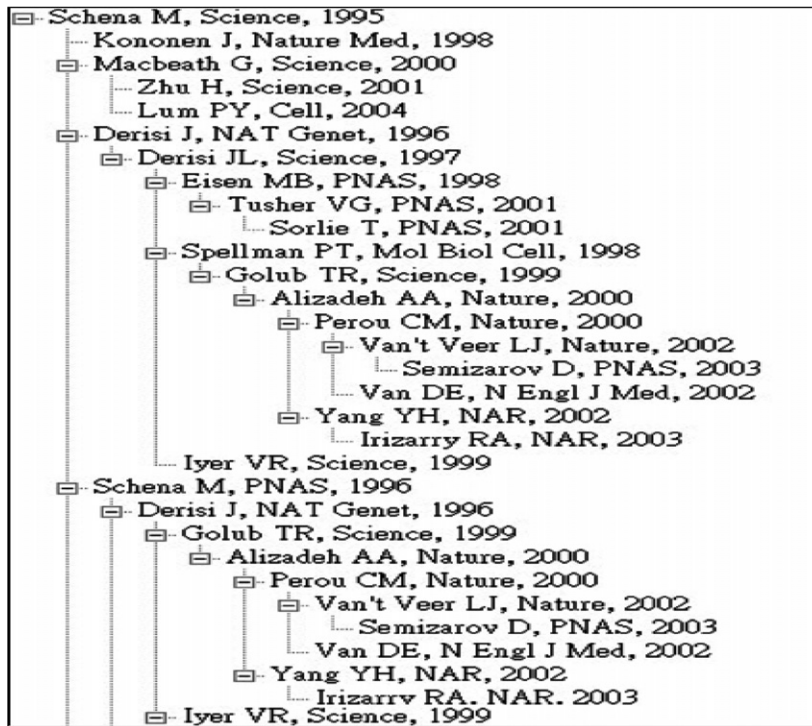 Schena M, Science, 1995
Kononen J, Nature Med, 1998
Macbeath G, Science, 2000
Zhu H, Science, 2001
Lum PY, Cell, 2004
Derisi J, NAT Genet, 1996
Derisi JL, Science, 1997
Eisen MB, PNAS, 1998
Tusher VG, PNAS, 2001
Sorlie T, PNAS, 2001
Spellman PT, Mol Biol Cell, 1998
Golub TR, Science, 1999
Alizadeh AA, Nature, 2000
Perou CM, Nature, 2000
Van't Veer LJ, Nature, 2002
Semizarov D, PNAS, 2003
Van DE, N Engl J Med, 2002
Yang YH, NAR, 2002
Irizarry RA, NAR, 2003
Iyer VR, Science, 1999
Schena M, PNAS, 1996
Derisi J, NAT Genet, 1996
Golub TR, Science, 1999
Alizadeh AA, Nature, 2000
Perou CM, Nature, 2000
Van't Veer LJ, Nature, 2002
Semizarov D, PNAS, 2003
Van DE, N Engl J Med, 2002
Yang YH, NAR, 2002
Irizarry RA, NAR, 2003
Iyer VR, Science, 1999